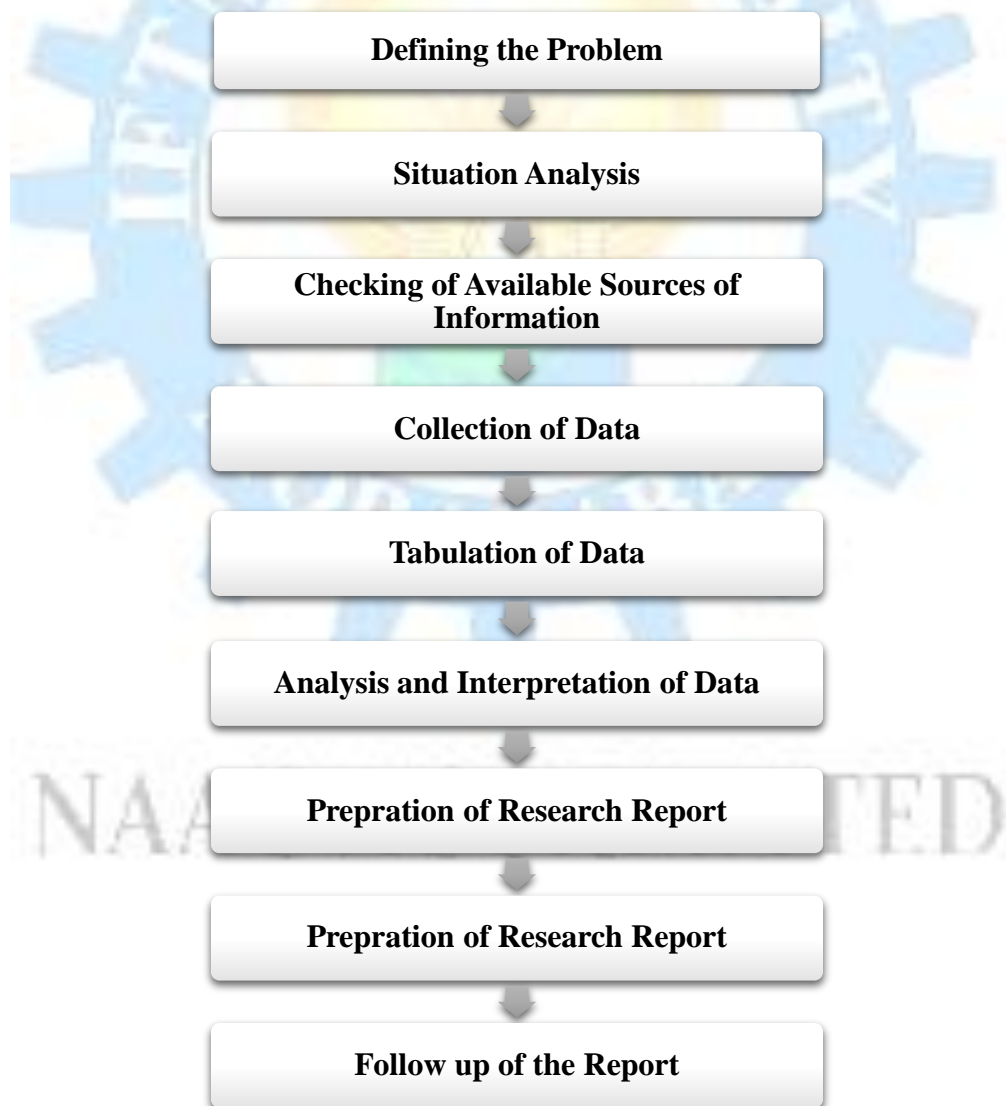 Defining the Problem
Situation Analysis
Checking of Available Sources of
Information
Collection of Data
Tabulation of Data
Analysis and Interpretation of Data
Prepration of Research Report
Prepration of Research Report
Follow up of the Report